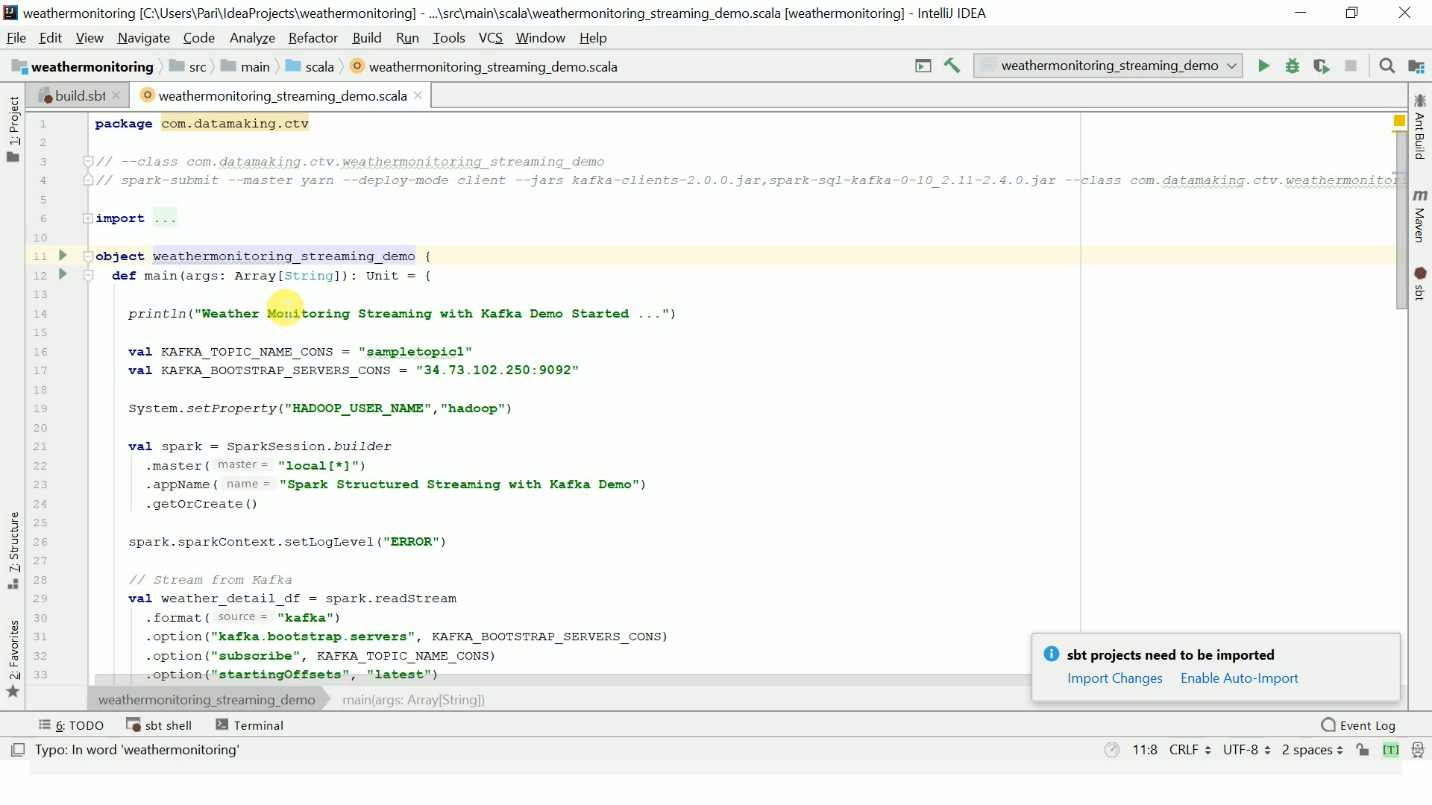 weathermonitoring [C:\Users\Pari\IdeaProjects\weathermonitoring] - ...\src\main\scala\weathermonitoring_streaming_demo.scala [weathermonitoring] - IntelliJ IDEA
File Edit View Navigate Code Analyze Refactor Build Run Tools VCS Window Help
weathermonitoring src main scala weathermonitoring_streaming_demo.scala weathermonitoring_streaming_demo
build.sbt weathermonitoring_streaming_demo.scala
1: Project
7: Structure
2: Favorites
Ant Build
m Maven
sbt
1 package com.datamaking.ctv
2
3 // --class com.datamaking.ctv.weathermonitoring_streaming_demo
4 // spark-submit --master yarn --deploy-mode client --jars kafka-clients-2.0.0.jar,spark-sql-kafka-0-10_2.11-2.4.0.jar --class com.datamaking.ctv.weathermonitor
5
6 import ...
10
11 object weathermonitoring_streaming_demo {
12 def main(args: Array[String]): Unit = {
13
14 println("Weather Monitoring Streaming with Kafka Demo Started ...")
15
16 val KAFKA_TOPIC_NAME_CONS = "sampletopic1"
17 val KAFKA_BOOTSTRAP_SERVERS_CONS = "34.73.102.250:9092"
18
19 System.setProperty("HADOOP_USER_NAME","hadoop")
20
21 val spark = SparkSession.builder
22 .master( master = "local[*]")
23 .appName( name = "Spark Structured Streaming with Kafka Demo")
24 .getOrCreate()
25
26 spark.sparkContext.setLogLevel("ERROR")
27
28 // Stream from Kafka
29 val weather_detail_df = spark.readStream
30 .format( source = "kafka")
31 .option("kafka.bootstrap.servers", KAFKA_BOOTSTRAP_SERVERS_CONS)
32 .option("subscribe", KAFKA_TOPIC_NAME_CONS)
33 .option("startingOffsets", "latest")
sbt projects need to be imported
Import Changes Enable Auto-Import
weathermonitoring_streaming_demo main(args: Array[String])
6: TODO sbt shell Terminal Event Log
Typo: In word 'weathermonitoring' 11:8 CRLF UTF-8 2 spaces [T]